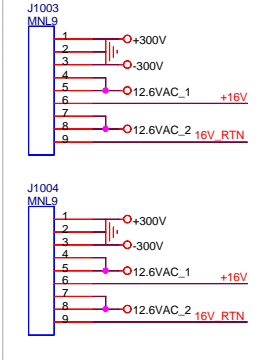 J1003
MNL9
1 +300V
2
3 -300V
4
5 12.6VAC_1
6 +16V
7
8 12.6VAC_2
9 16V_RTN
J1004
MNL9
1 +300V
2
3 -300V
4
5 12.6VAC_1
6 +16V
7
8 12.6VAC_2
9 16V_RTN